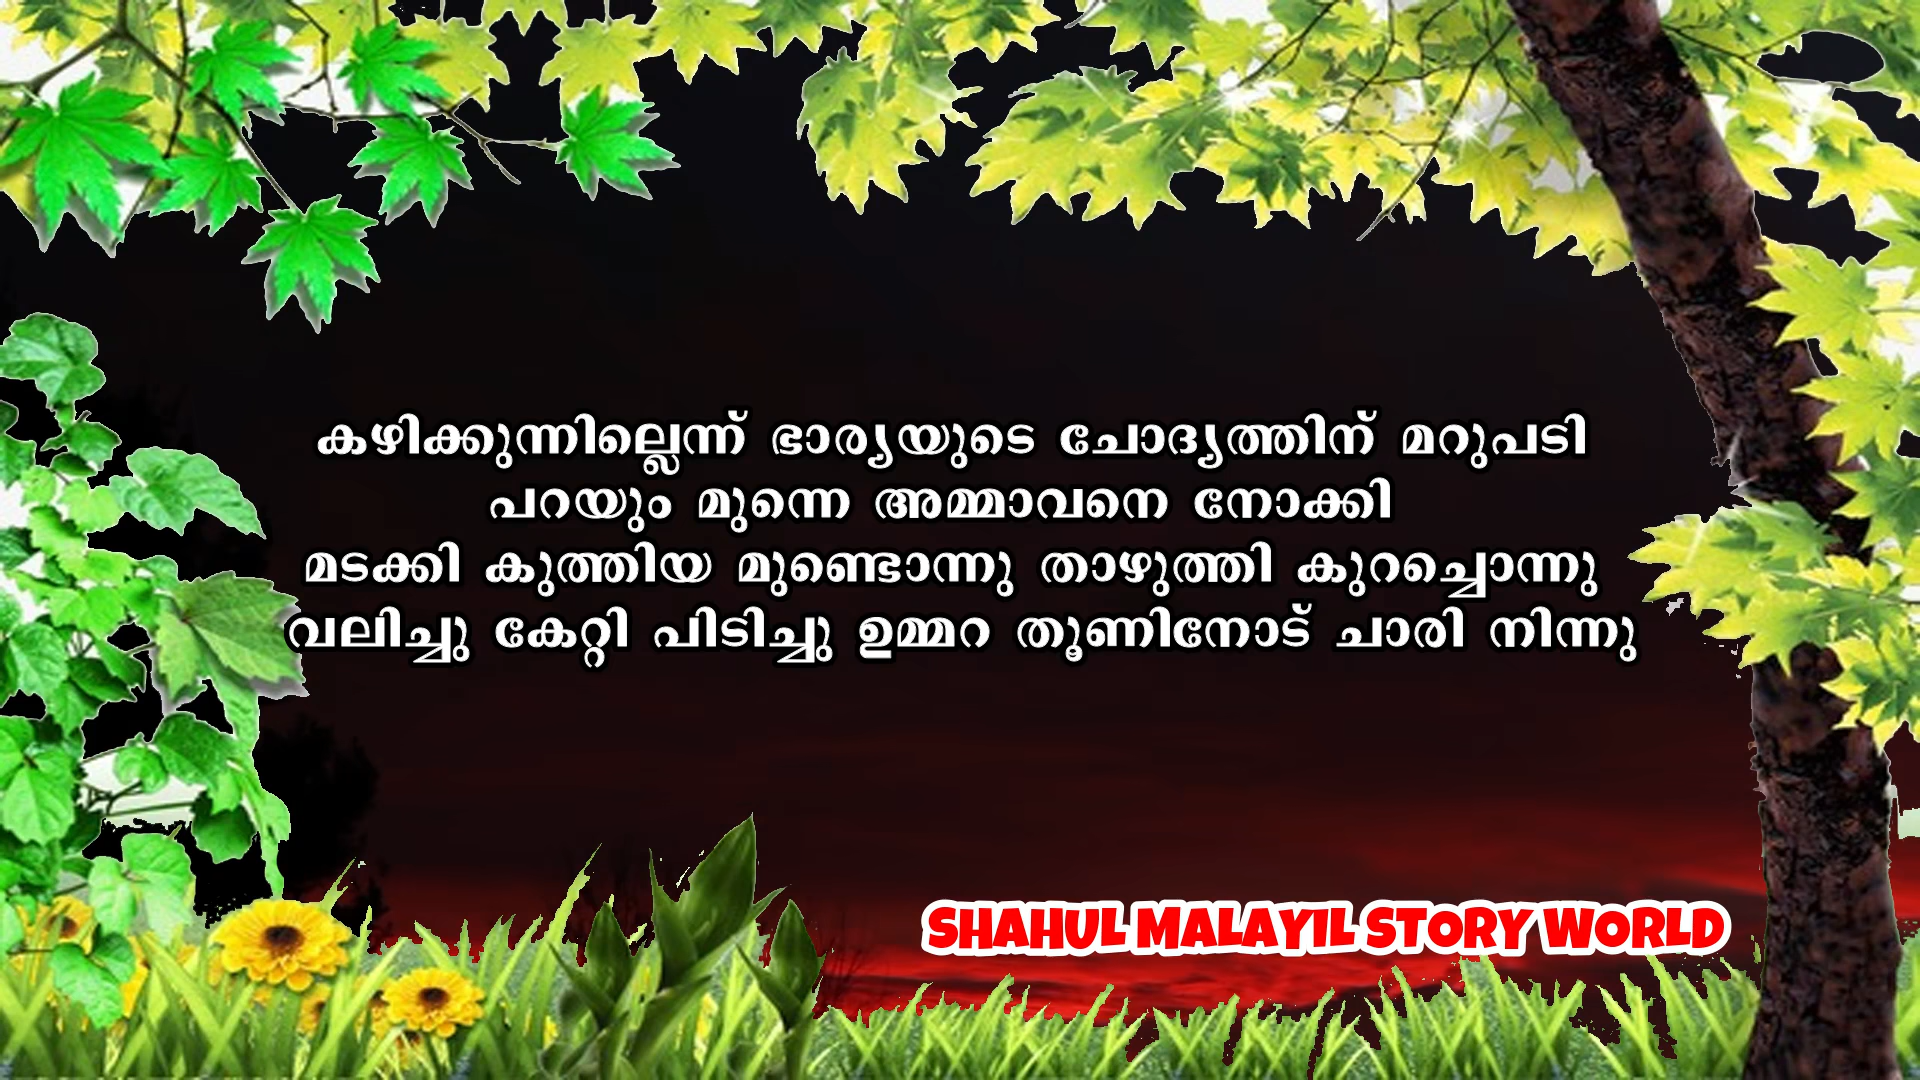 കഴിക്കുന്നില്ലെന്ന് ഭാര്യയുടെ ചോദ്യത്തിന് മറുപടി
പറയും മുന്നെ അമ്മാവനെ നോക്കി
മടക്കി കുത്തിയ മുണ്ടൊന്നു താഴുത്തി കുറച്ചൊന്നു
വലിച്ചു കേറ്റി പിടിച്ചു ഉമ്മറ തൂണിനോട് ചാരി നിന്നു
SHAHUL MALAYIL STORY WORLD